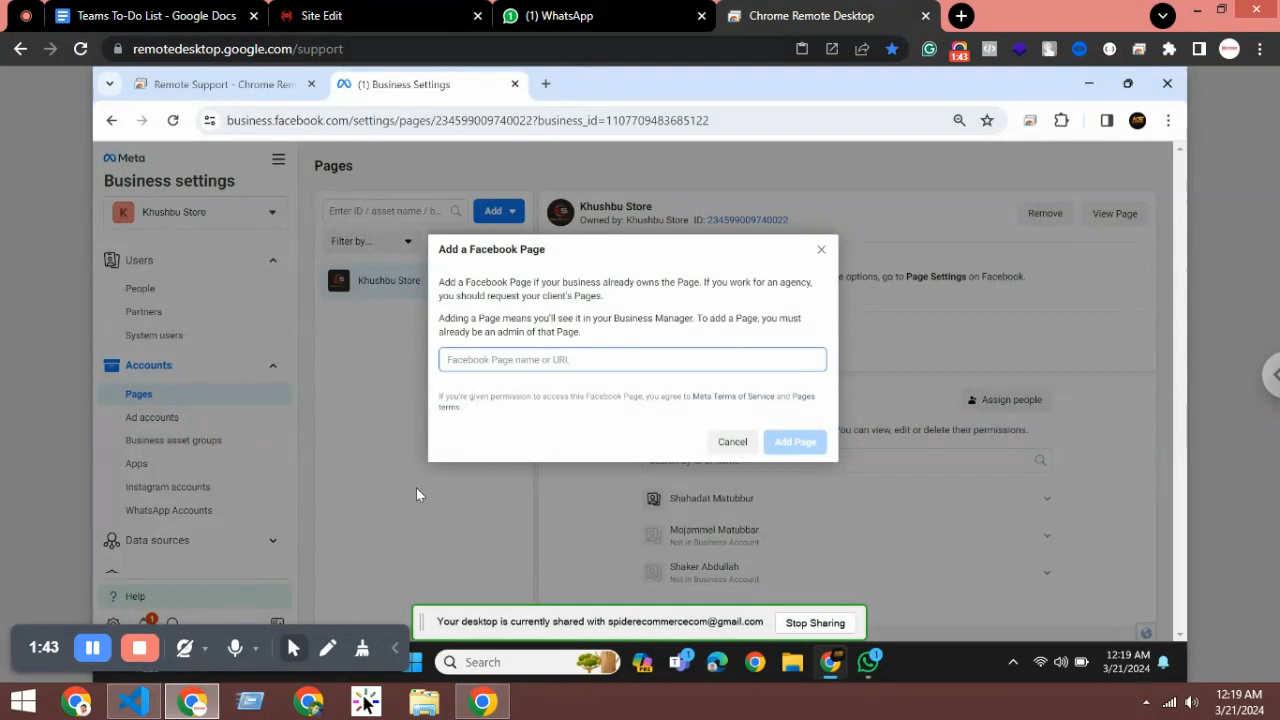 Teams To-Do List - Google Docs
Site Edit
(1) WhatsApp
Chrome Remote Desktop
remotedesktop.google.com/support
1:43
Remote Support - Chrome Rem
(1) Business Settings
business.facebook.com/settings/pages/234599009740022?business_id=1107709483685122
Meta
Business settings
K
Khushbu Store
Users
People
Partners
System users
Accounts
Pages
Ad accounts
Business asset groups
Apps
Instagram accounts
WhatsApp Accounts
Data sources
Help
1
Pages
Enter ID / asset name / b...
Add
Filter by...
Khushbu Store
Khushbu Store
Owned by: Khushbu Store ID: 234599009740022
Remove
View Page
e options, go to Page Settings on Facebook.
Add a Facebook Page
Add a Facebook Page if your business already owns the Page. If you work for an agency,
you should request your client's Pages.
Adding a Page means you'll see it in your Business Manager. To add a Page, you must
already be an admin of that Page.
Facebook Page name or URL
If you're given permission to access this Facebook Page, you agree to Meta Terms of Service and Pages
terms.
Cancel
Add Page
Assign people
You can view, edit or delete their permissions.
Shahadat Matubbur
Mojammel Matubbar
Not in Business Account
Shaker Abdullah
Not in Business Account
Your desktop is currently shared with spiderecommercecom@gmail.com
Stop Sharing
1:43
Search
1
1
12:19 AM
3/21/2024
12:19 AM
3/21/2024